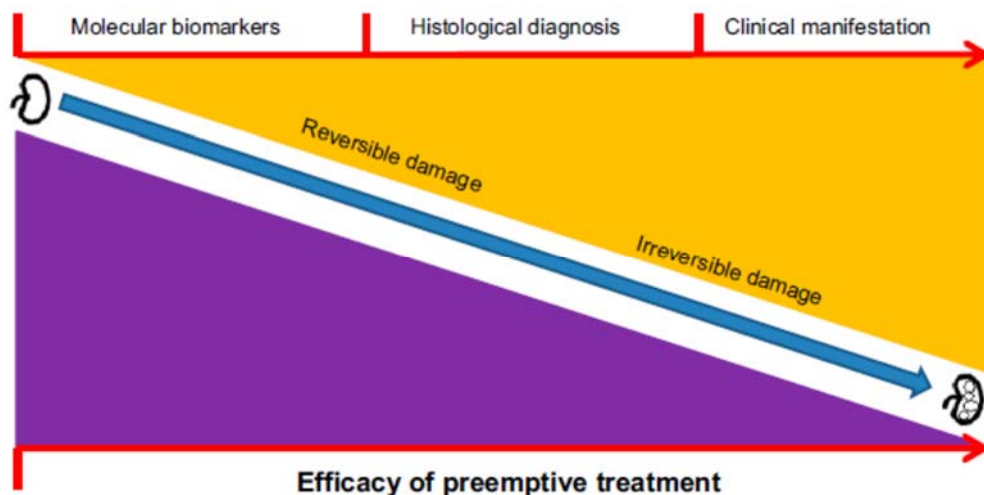 Molecular biomarkers
Histological diagnosis
Clinical manifestation
Reversible damage
Irreversible damage
Efficacy of preemptive treatment